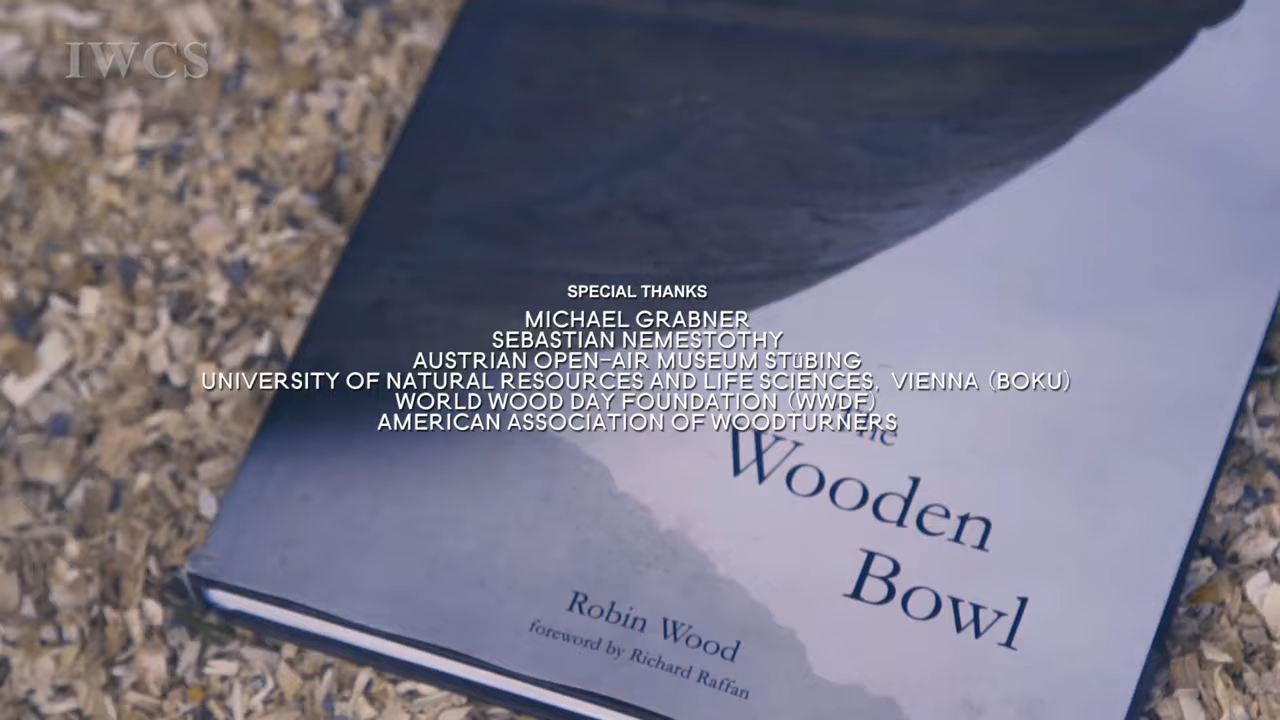 IWCS
SPECIAL THANKS
MICHAEL GRABNER
SEBASTIAN NEMESTOTHY
AUSTRIAN OPEN-AIR MUSEUM STüBING
UNIVERSITY OF NATURAL RESOURCES AND LIFE SCIENCES, VIENNA (BOKU)
WORLD WOOD DAY FOUNDATION (WWDF)
AMERICAN ASSOCIATION OF WOODTURNERS
The
Wooden
Bowl
Robin Wood
foreword by Richard Raffan